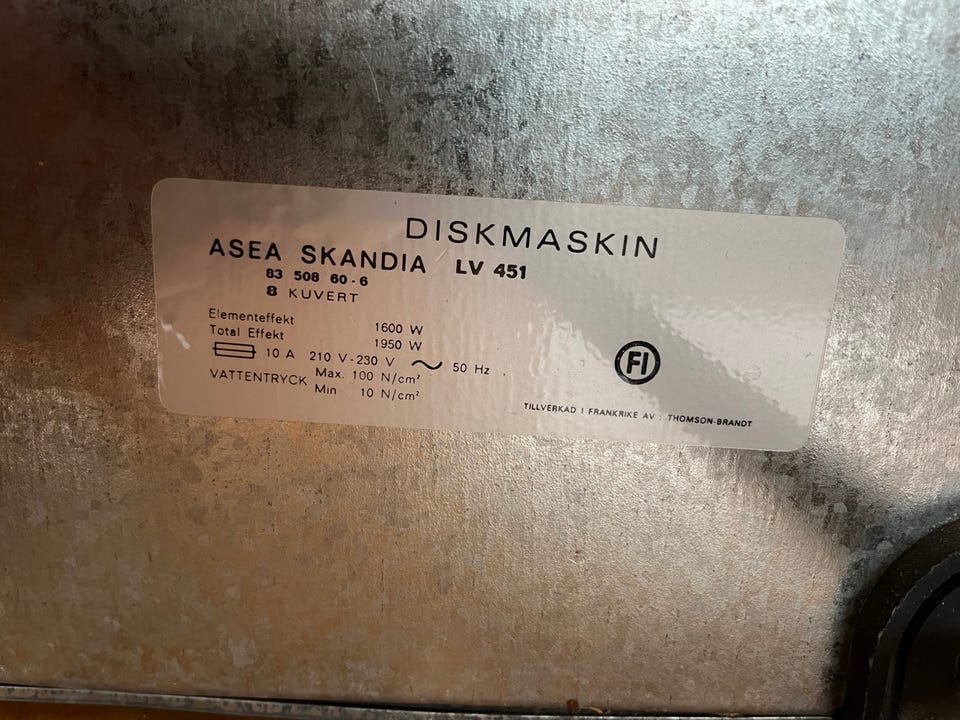 DISKMASKIN
ASEA SKANDIA LV 451
83 508 60-6
8 KUVERT
Elementeffekt 1600 W
Total Effekt 1950 W
10 A 210 V-230 V ~ 50 Hz
VATTENTRYCK Max. 100 N/cm²
Min 10 N/cm²
FI
TILLVERKAD I FRANKRIKE AV : THOMSON-BRANDT